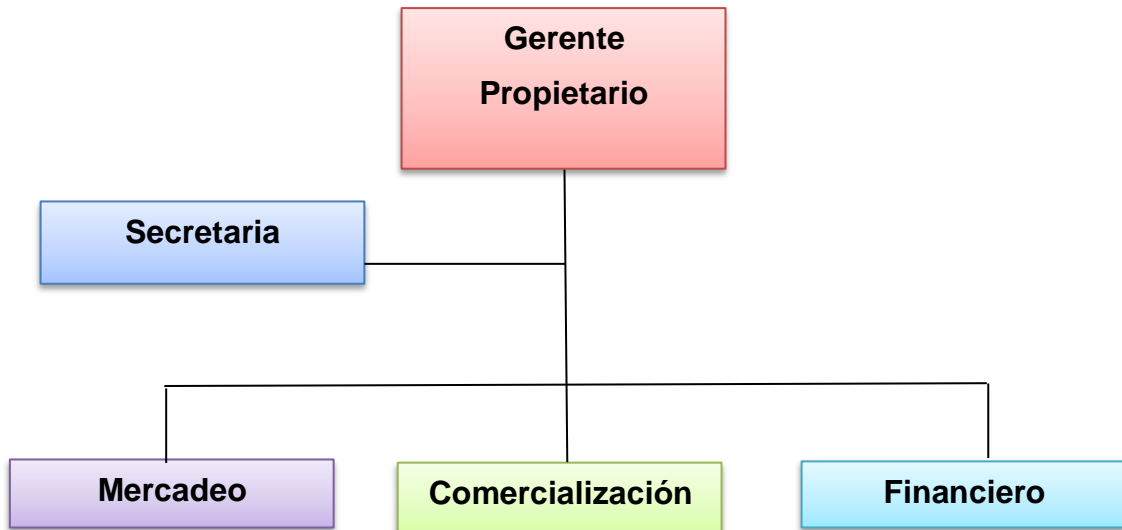 Gerente
Propietario
Secretaria
Mercadeo
Comercialización
Financiero